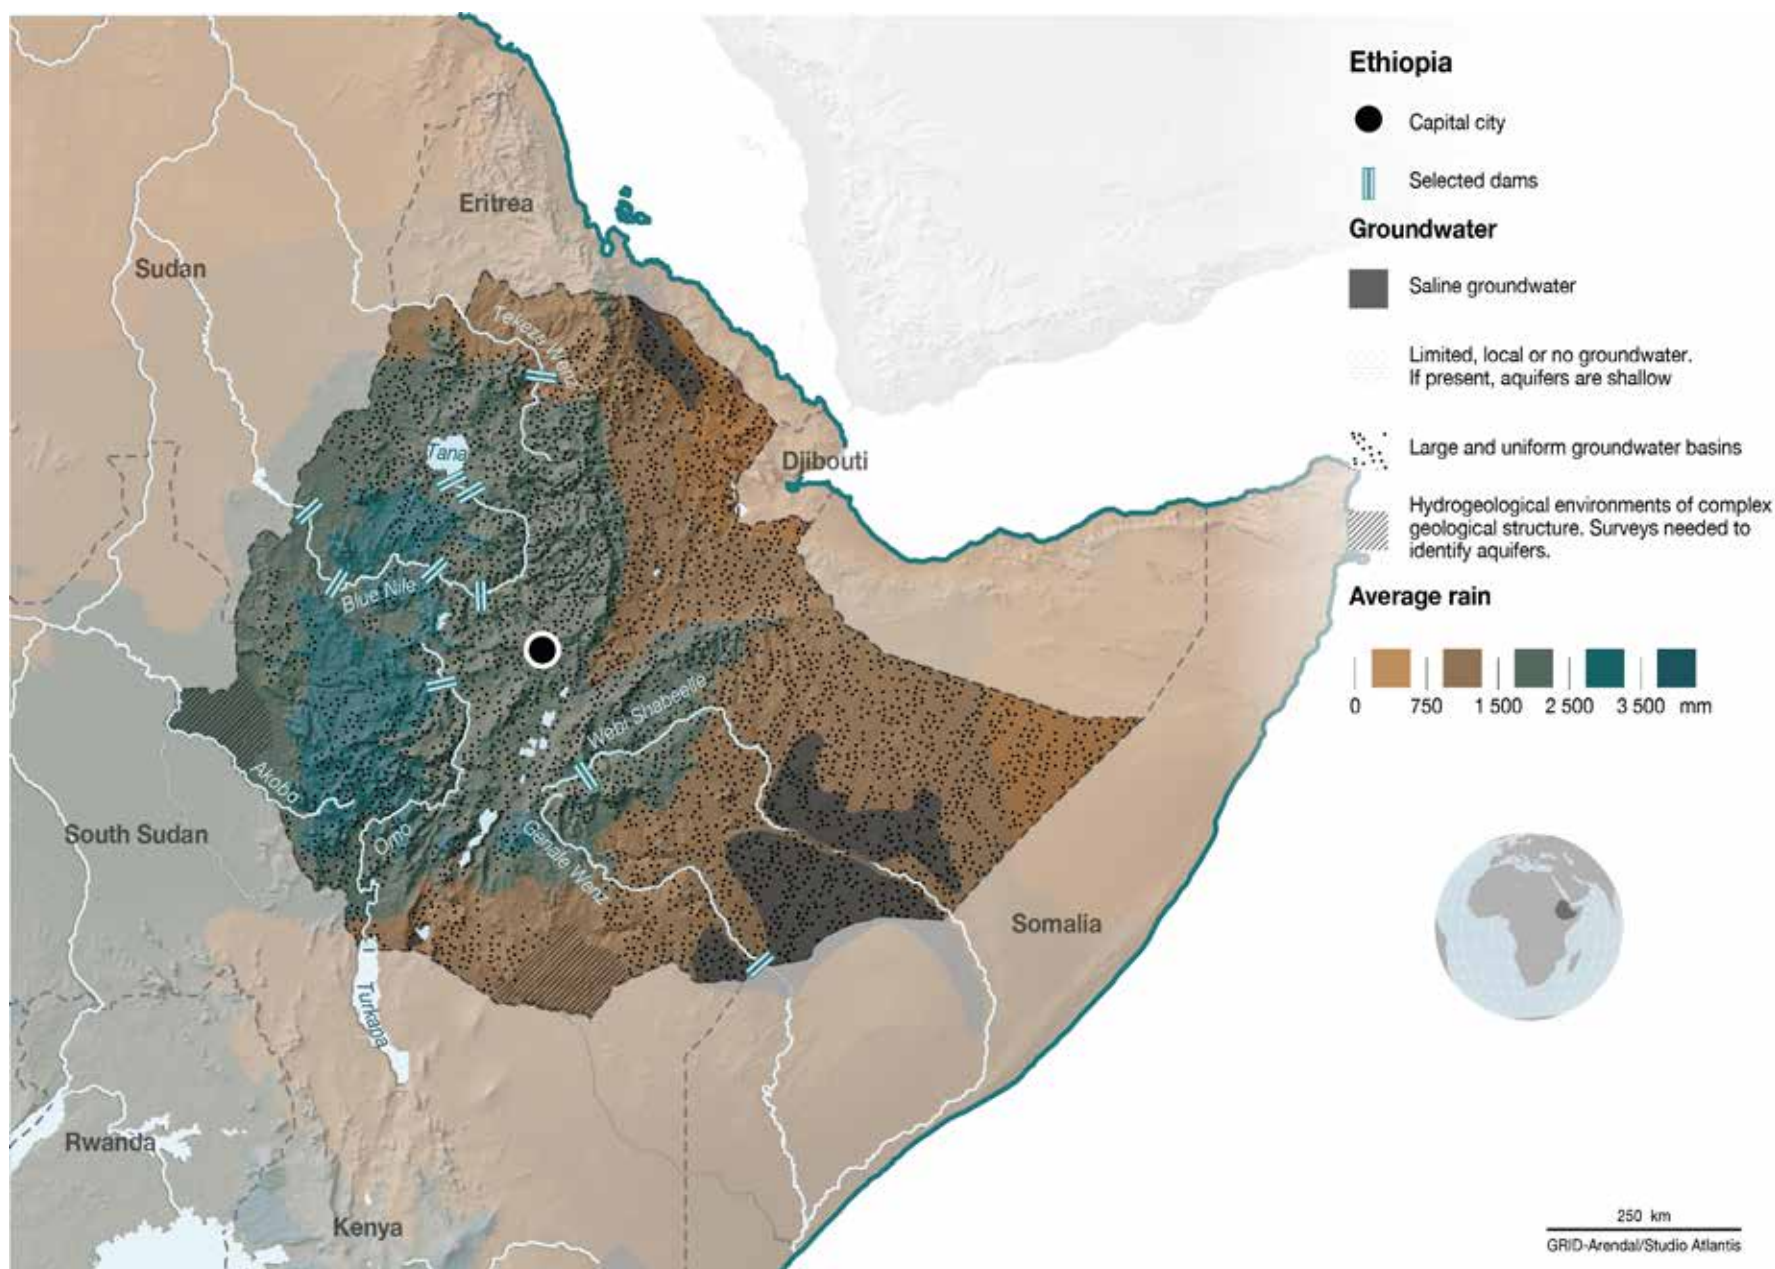 Ethiopia
Capital city
Selected dams
Groundwater
Saline groundwater
Limited, local or no groundwater.
If present, aquifers are shallow
Large and uniform groundwater basins
Hydrogeological environments of complex
geological structure. Surveys needed to
identify aquifers.
Average rain
0 750 1 500 2 500 3 500 mm
Eritrea
Sudan
Tekeze Wenz
Tana
Djibouti
Blue Nile
Webi Shabeelle
Akobo
South Sudan
Omo
Genale Wenz
Somalia
Turkana
Rwanda
Kenya
250 km
GRID-Arendal/Studio Atlantis